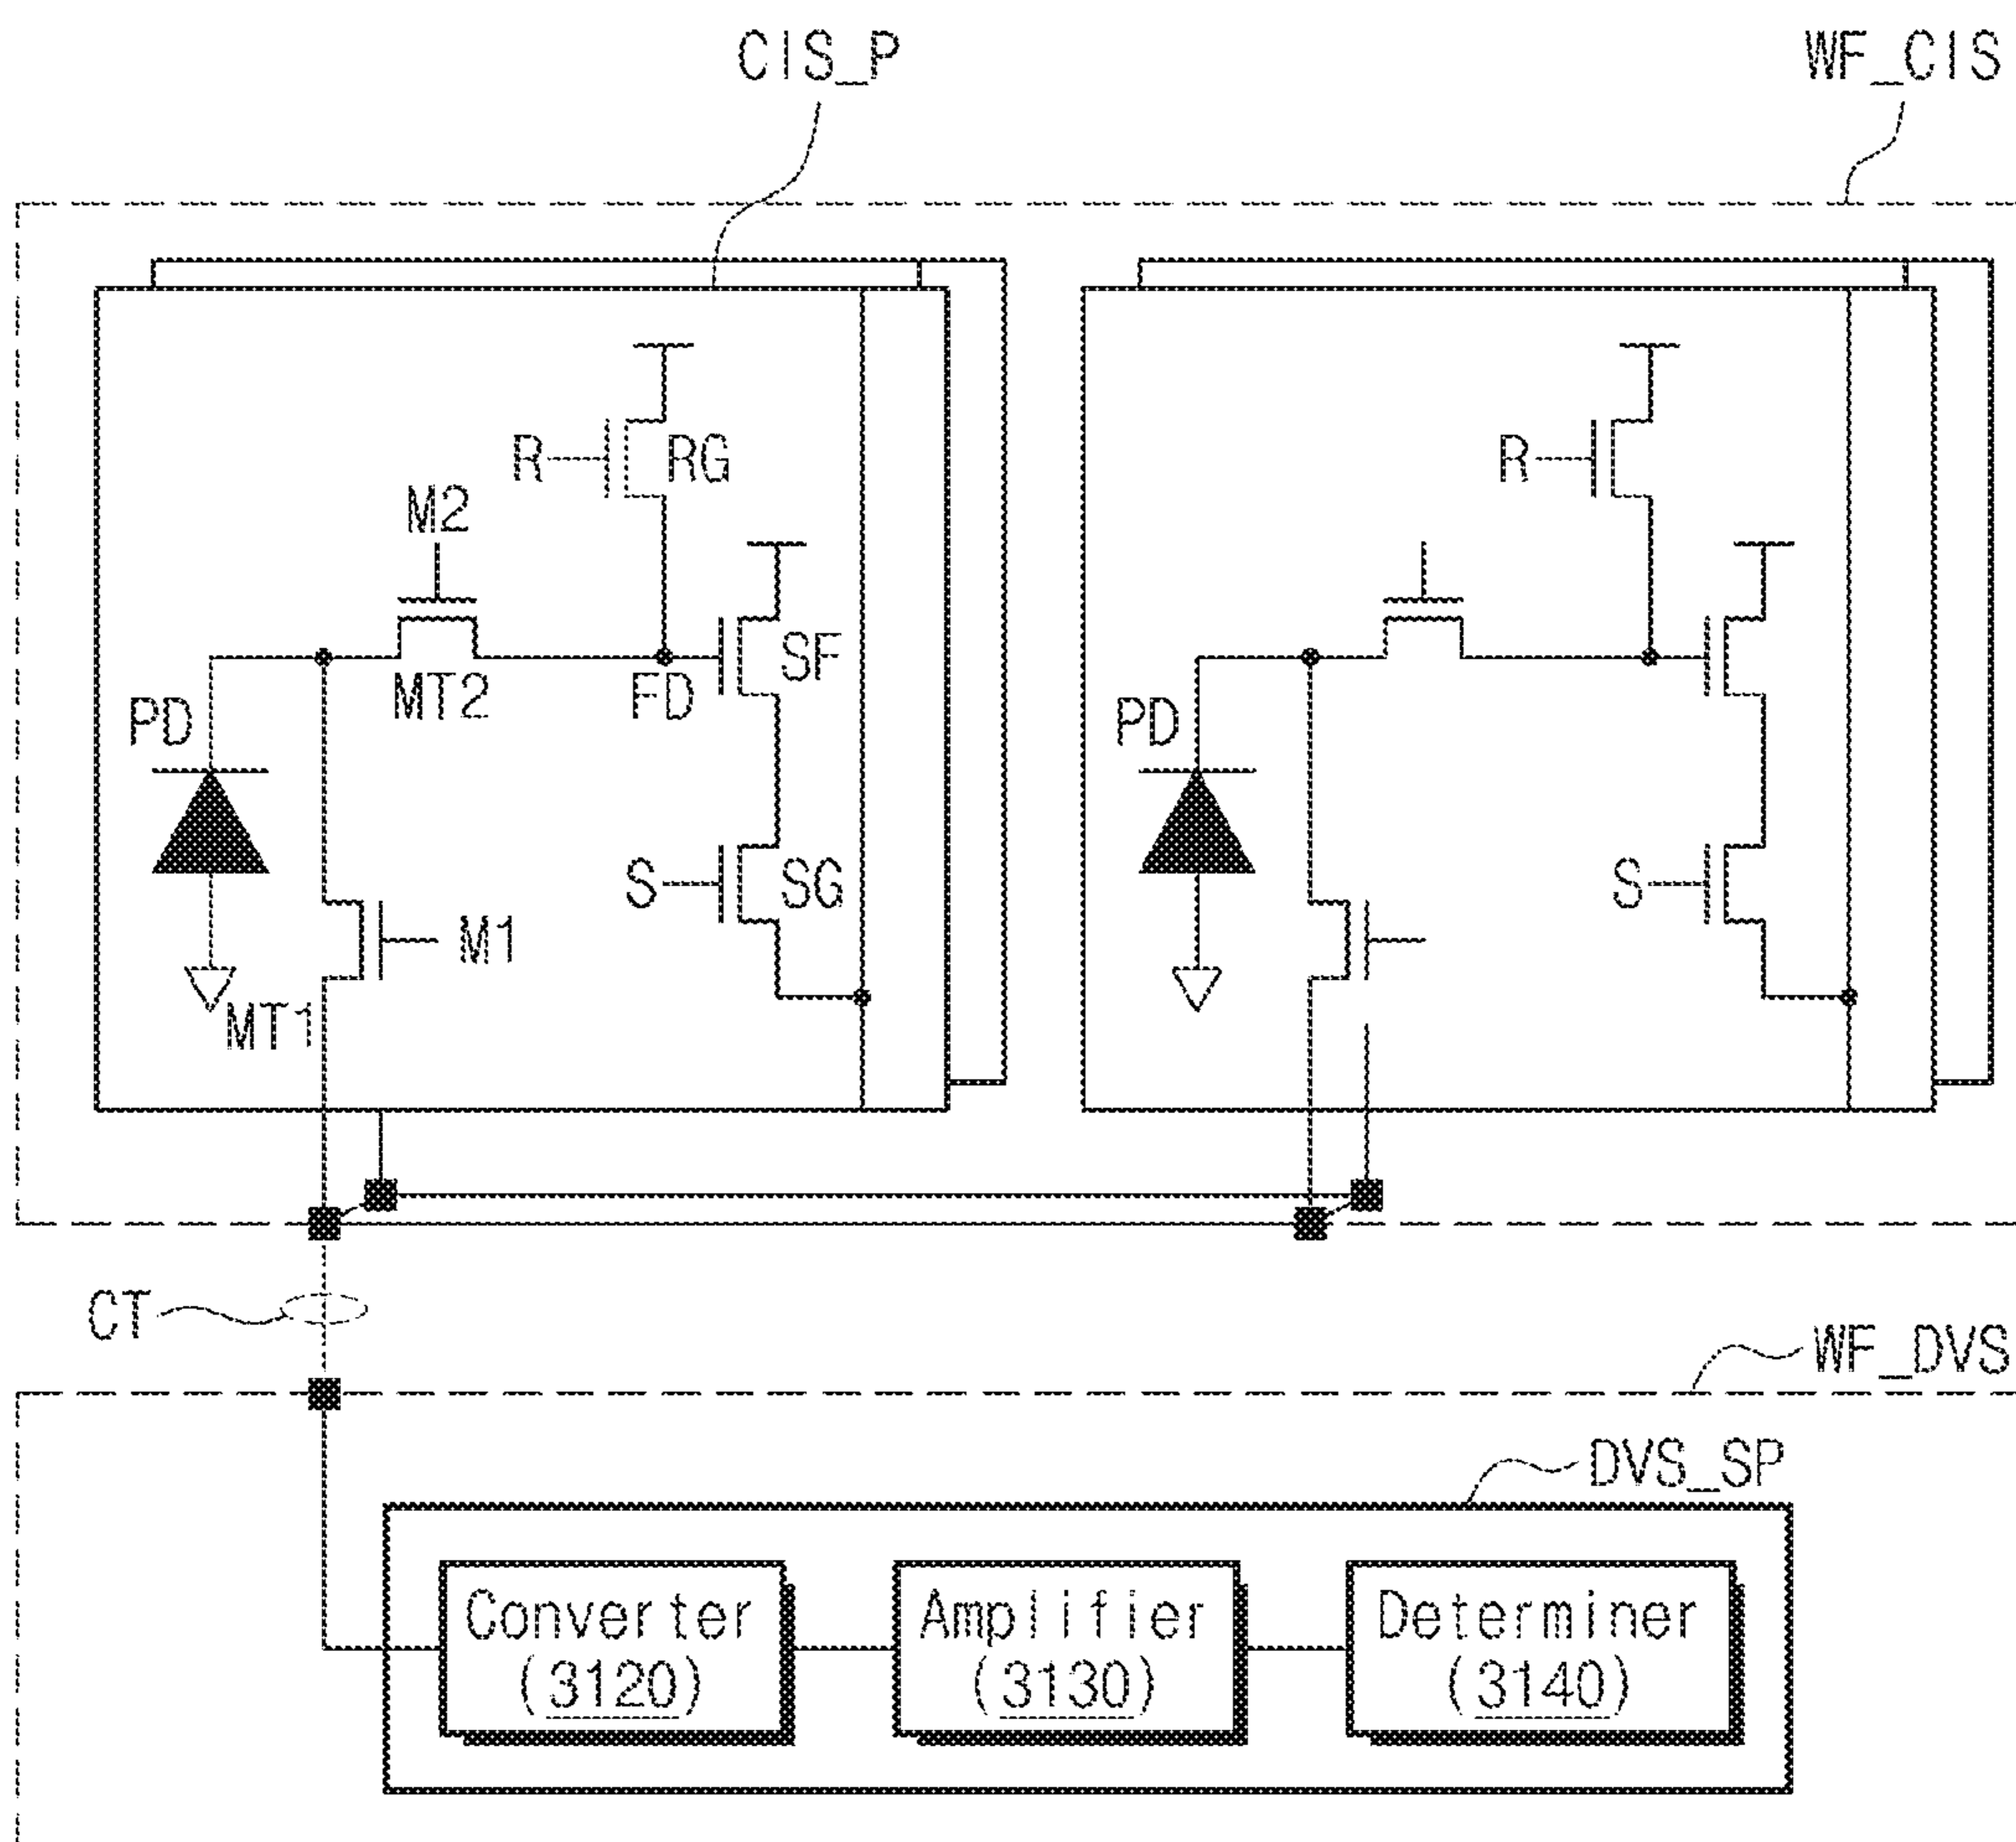 CIS_P
WF_CIS
R
RG
M2
SF
MT2
FD
PD
S
SG
M1
MT1
R
PD
S
CT
WF_DVS
DVS_SP
Converter
(3120)
Amplifier
(3130)
Determiner
(3140)